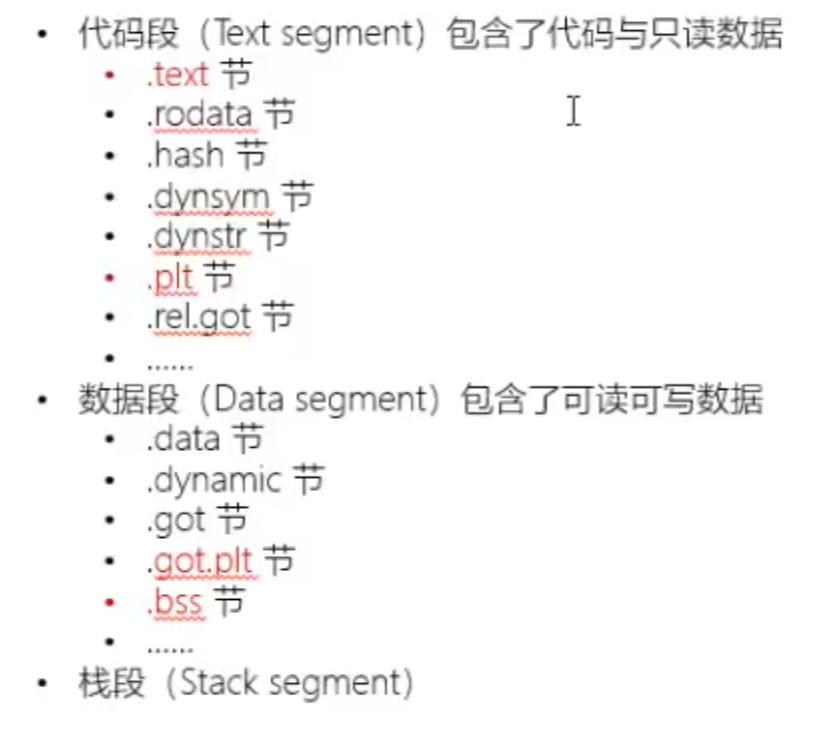 • 代码段（Text segment）包含了代码与只读数据
• .text 节
• .rodata 节
• .hash 节
• .dynsym 节
• .dynstr 节
• .plt 节
• .rel.got 节
• ......
• 数据段（Data segment）包含了可读可写数据
• .data 节
• .dynamic 节
• .got 节
• .got.plt 节
• .bss 节
• ......
• 栈段（Stack segment）